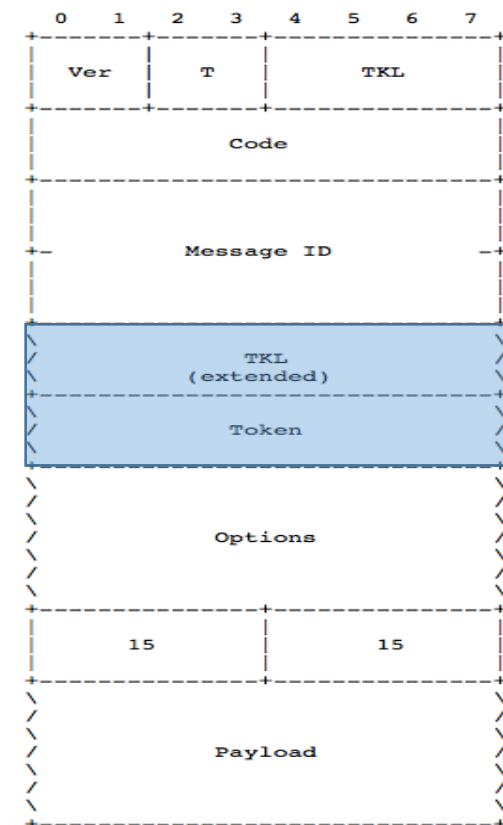 0 1 2 3 4 5 6 7
Ver T TKL
Code
Message ID
TKL
(extended)
Token
Options
15 15
Payload